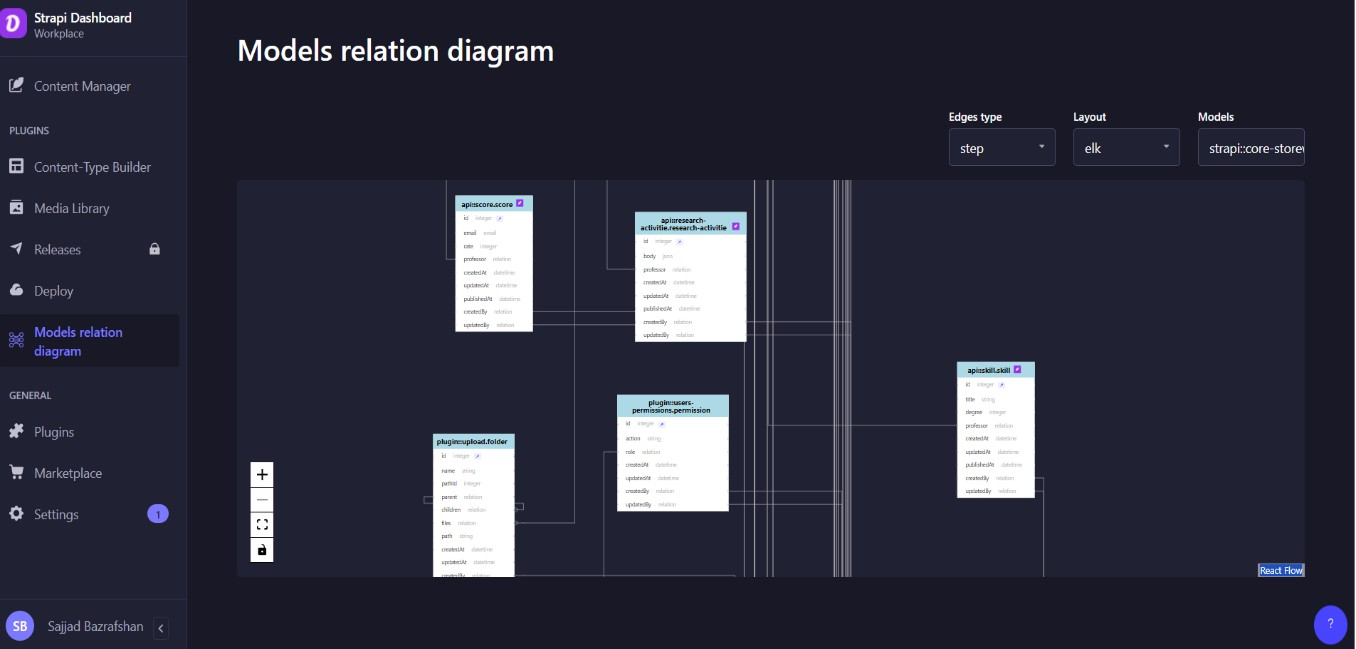 Strapi Dashboard
Workplace
Content Manager
PLUGINS
Content-Type Builder
Media Library
Releases
Deploy
Models relation
diagram
GENERAL
Plugins
Marketplace
Settings
1
SB
Sajjad Bazrafshan
Models relation diagram
Edges type
Layout
Models
step
elk
strapi::core-storev
api::score.score
id integer
email email
rate integer
professor relation
createdAt datetime
updatedAt datetime
publishedAt datetime
createdBy relation
updatedBy relation
api::research-
activitie.research-activitie
id integer
body json
professor relation
createdAt datetime
updatedAt datetime
publishedAt datetime
createdBy relation
updatedBy relation
plugin::upload.folder
id integer
name string
pathId integer
parent relation
children relation
files relation
path string
createdAt datetime
updatedAt datetime
createdBy relation
plugin::users-
permissions.permission
id integer
action string
role relation
createdAt datetime
updatedAt datetime
createdBy relation
updatedBy relation
api::skill.skill
id integer
title string
degree integer
professor relation
createdAt datetime
updatedAt datetime
publishedAt datetime
createdBy relation
updatedBy relation
React Flow
?